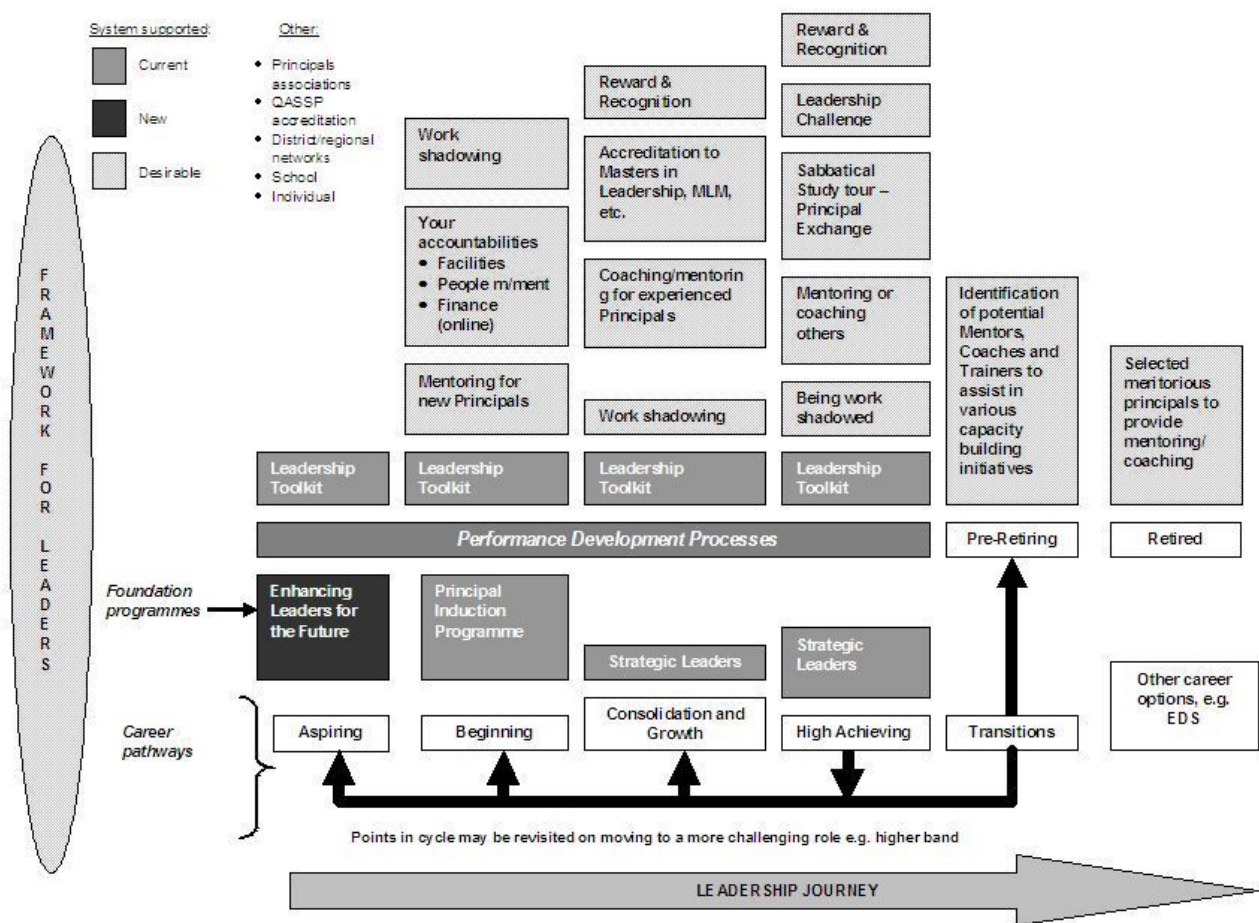 System supported:
Current
New
Desirable
Other:
• Principals
associations
• QASSP
accreditation
• District/regional
networks
• School
• Individual
FRAMEWORK FOR LEADERS
Work
shadowing
Your
accountabilities
• Facilities
• People m/ment
• Finance
(online)
Mentoring for
new Principals
Reward &
Recognition
Accreditation to
Masters in
Leadership, MLM,
etc.
Coaching/mentorin
g for experienced
Principals
Work shadowing
Reward &
Recognition
Leadership
Challenge
Sabbatical
Study tour –
Principal
Exchange
Mentoring or
coaching
others
Being work
shadowed
Identification
of potential
Mentors,
Coaches and
Trainers to
assist in
various
capacity
building
initiatives
Selected
meritorious
principals to
provide
mentoring/
coaching
Leadership
Toolkit
Leadership
Toolkit
Leadership
Toolkit
Leadership
Toolkit
Performance Development Processes
Pre-Retiring
Retired
Foundation
programmes
Enhancing
Leaders for
the Future
Principal
Induction
Programme
Strategic Leaders
Strategic
Leaders
Career
pathways
Aspiring
Beginning
Consolidation and
Growth
High Achieving
Transitions
Other career
options, e.g.
EDS
Points in cycle may be revisited on moving to a more challenging role e.g. higher band
LEADERSHIP JOURNEY